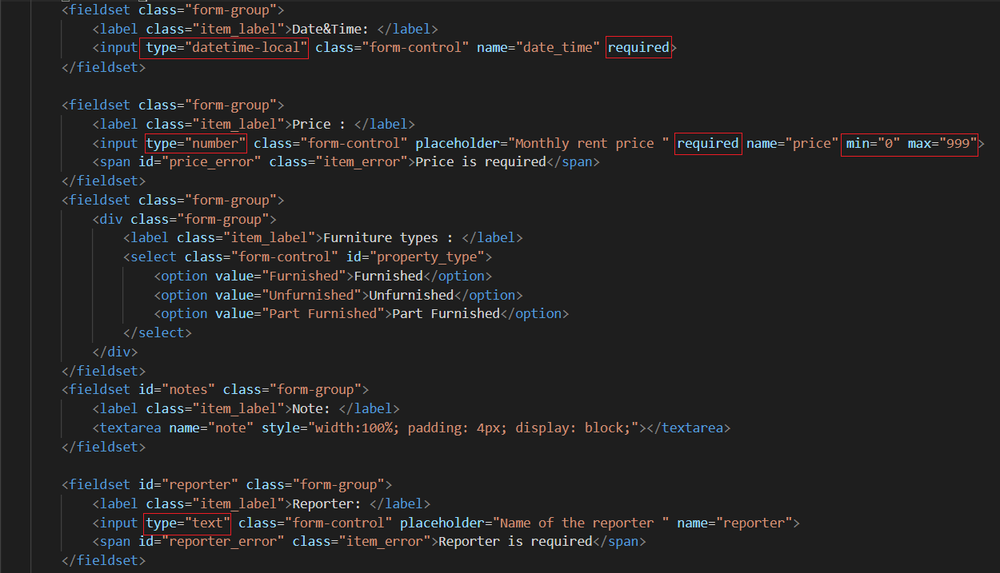 <fieldset class="form-group">
<label class="item_label">Date&Time: </label>
<input type="datetime-local" class="form-control" name="date_time" required>
</fieldset>
<fieldset class="form-group">
<label class="item_label">Price : </label>
<input type="number" class="form-control" placeholder="Monthly rent price " required name="price" min="0" max="999">
<span id="price_error" class="item_error">Price is required</span>
</fieldset>
<fieldset class="form-group">
<div class="form-group">
<label class="item_label">Furniture types : </label>
<select class="form-control" id="property_type">
<option value="Furnished">Furnished</option>
<option value="Unfurnished">Unfurnished</option>
<option value="Part Furnished">Part Furnished</option>
</select>
</div>
</fieldset>
<fieldset id="notes" class="form-group">
<label class="item_label">Note: </label>
<textarea name="note" style="width:100%; padding: 4px; display: block;"></textarea>
</fieldset>
<fieldset id="reporter" class="form-group">
<label class="item_label">Reporter: </label>
<input type="text" class="form-control" placeholder="Name of the reporter " name="reporter">
<span id="reporter_error" class="item_error">Reporter is required</span>
</fieldset>